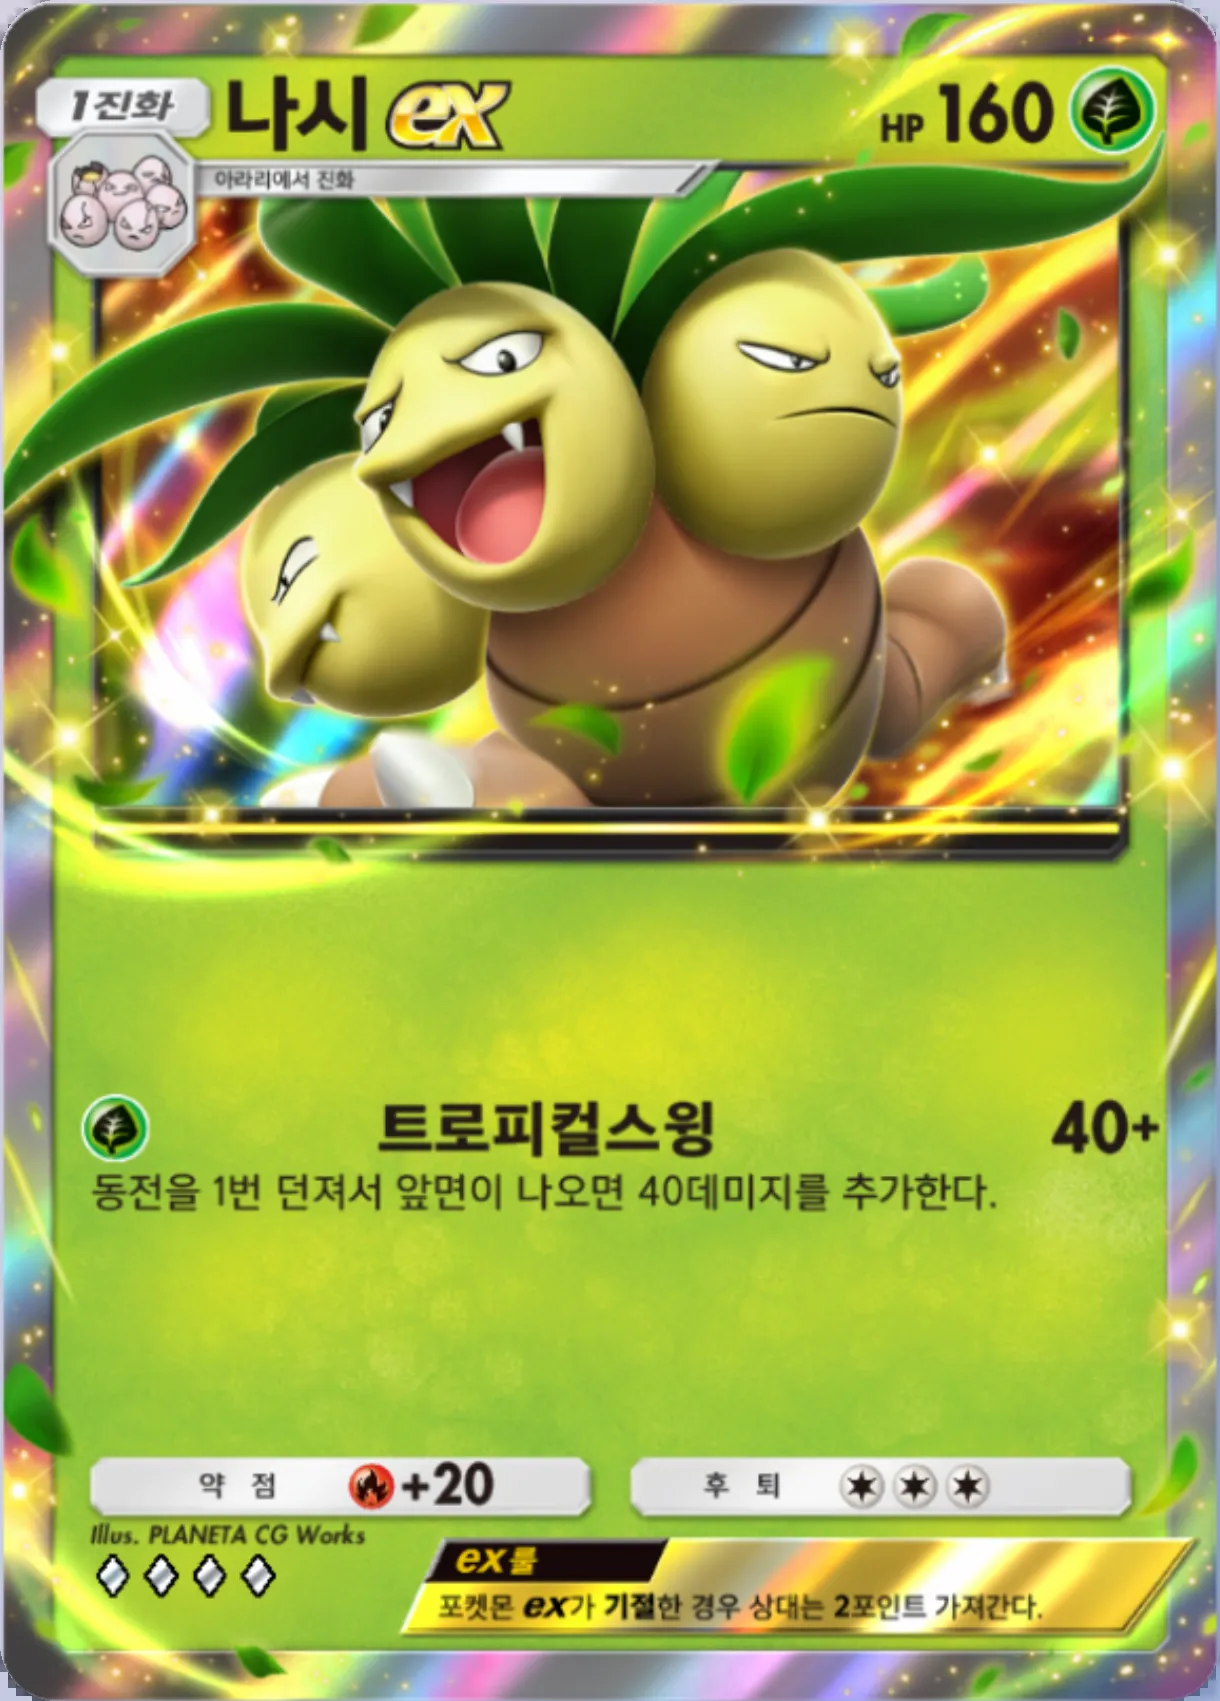 1진화 나시 ex HP 160
아라리에서 진화
트로피컬스윙 40+
동전을 1번 던져서 앞면이 나오면 40데미지를 추가한다.
약 점 +20 후 퇴
Illus. PLANETA CG Works
ex룰
포켓몬 ex가 기절한 경우 상대는 2포인트 가져간다.